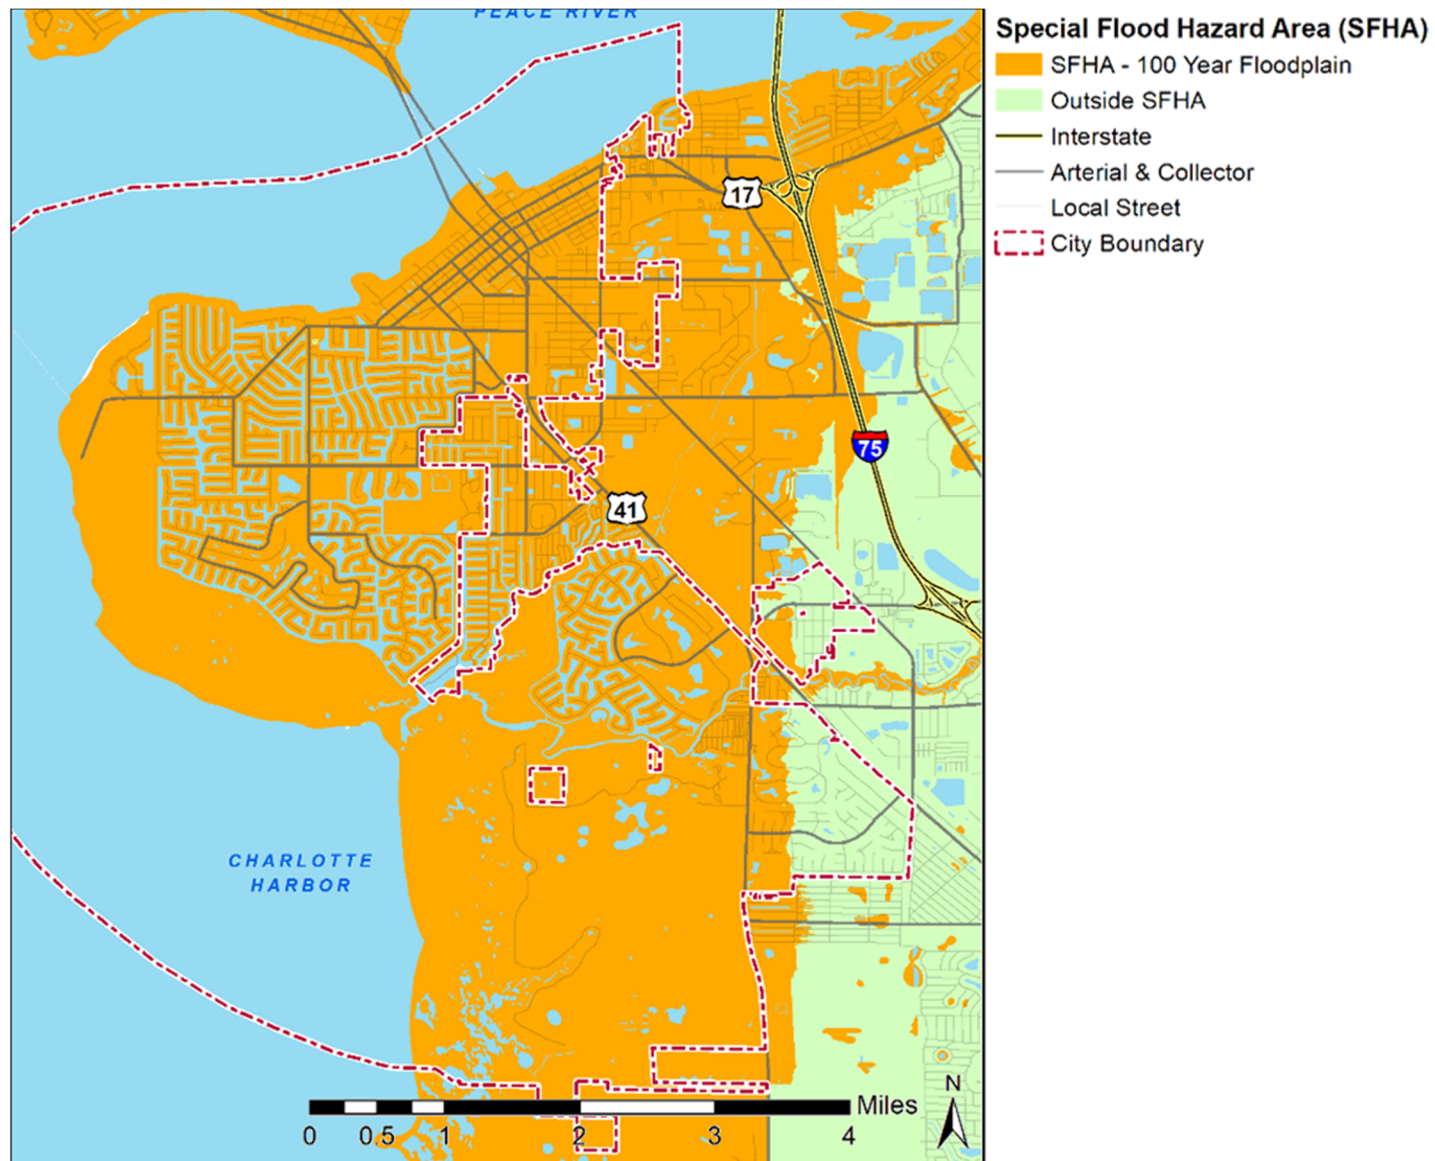 PEACE RIVER
17
75
41
CHARLOTTE
HARBOR
N
Miles
0 0.5 1 2 3 4
Special Flood Hazard Area (SFHA)
SFHA - 100 Year Floodplain
Outside SFHA
Interstate
Arterial & Collector
Local Street
City Boundary